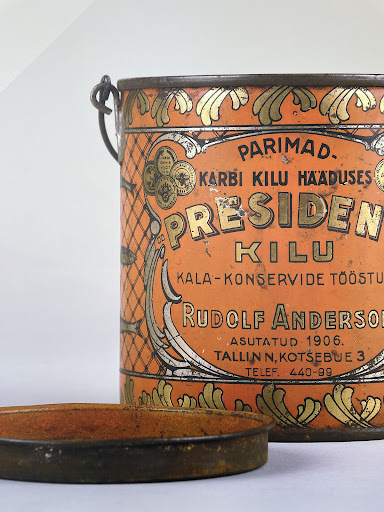 PARIMAD-
KARBI KILU HÄÄDUSES
PRESIDEN
KILU
KALA-KONSERVIDE TÖÖSTU
RUDOLF ANDERSO
ASUTATUD 1906.
TALLINN, KOTSEBUE 3
TELEF. 440-99